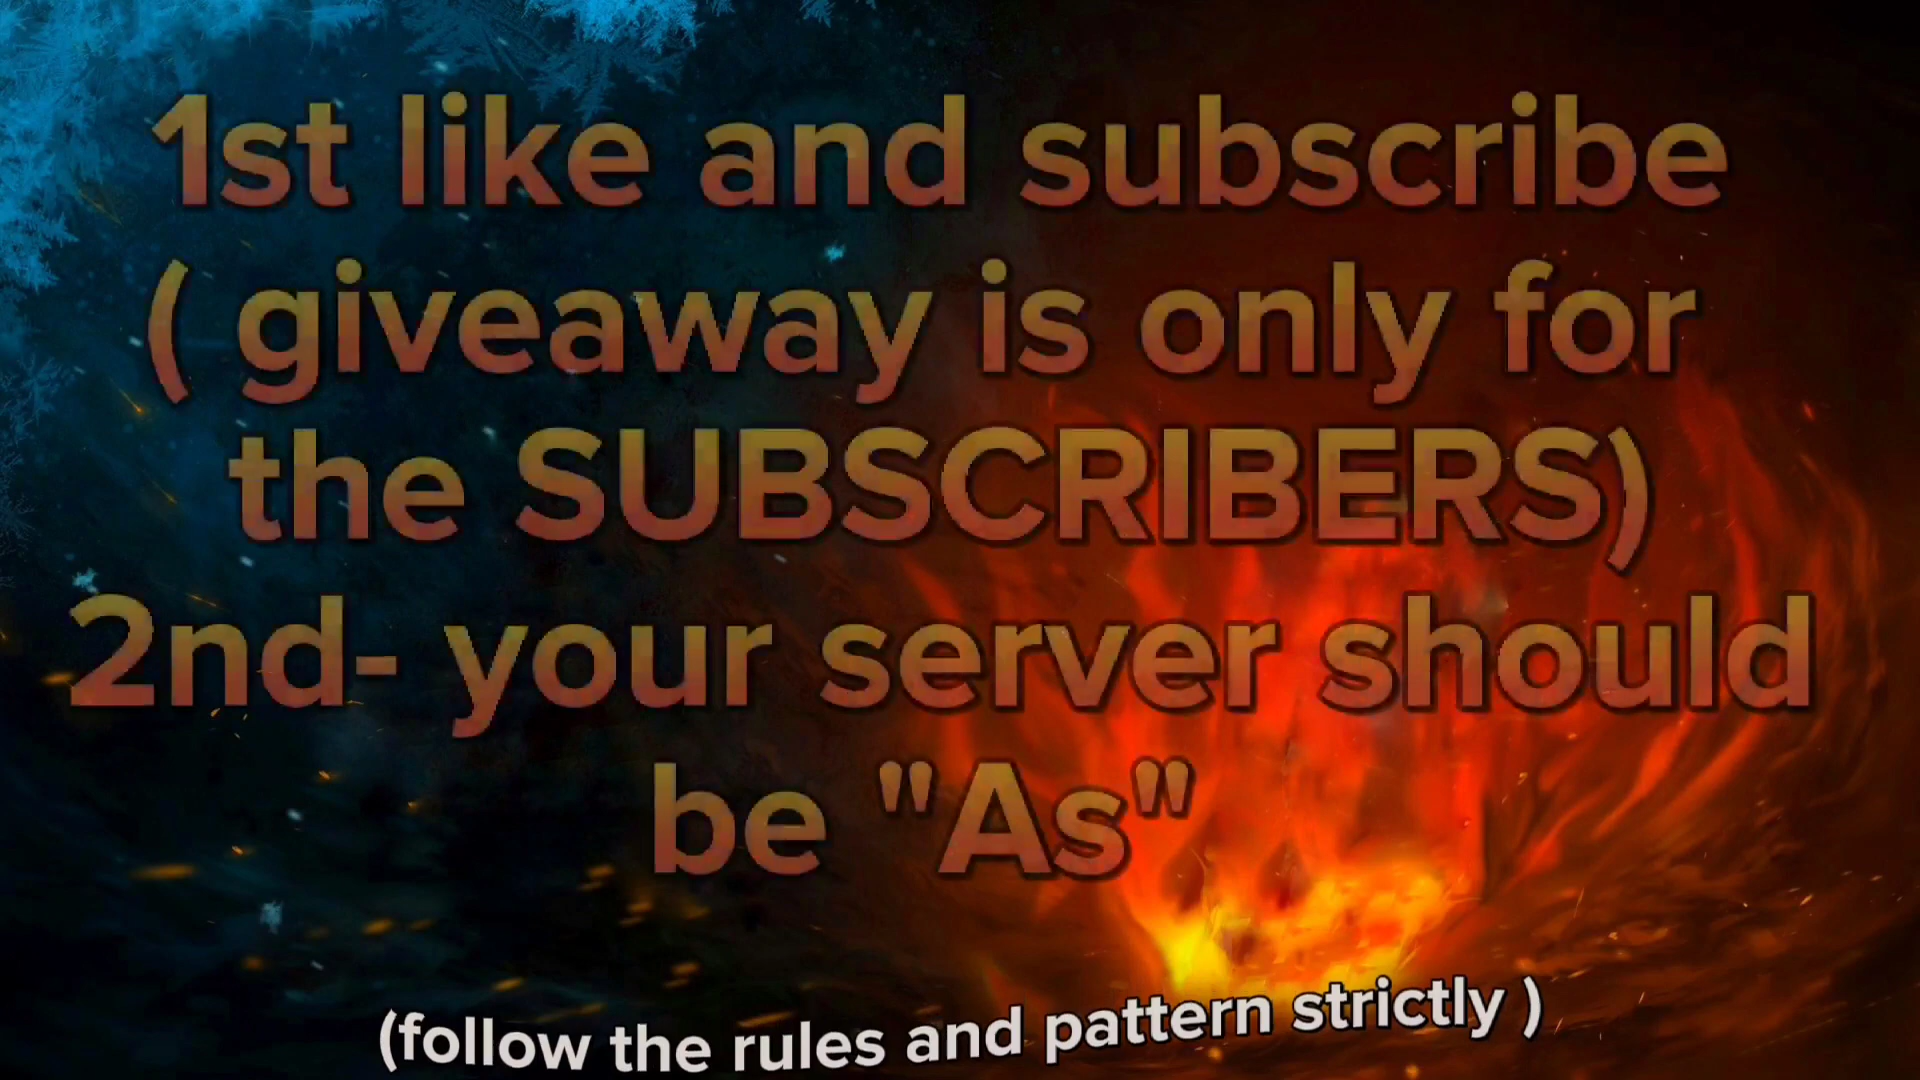 1st like and subscribe
( giveaway is only for
the SUBSCRIBERS)
2nd- your server should
be "As"
(follow the rules and pattern strictly )